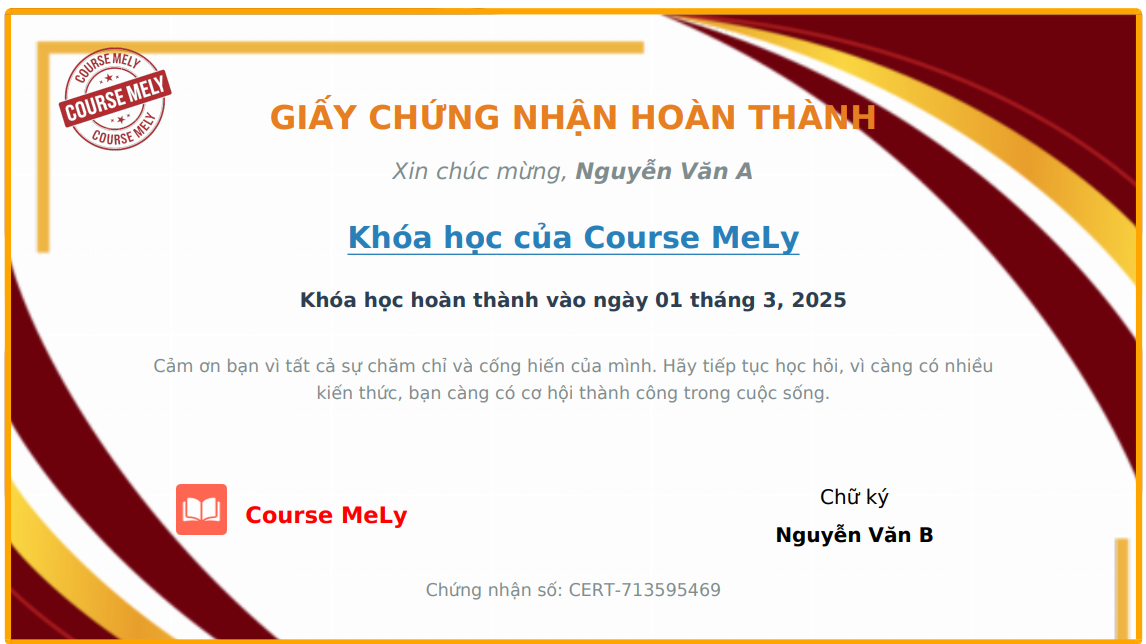 COURSE MELY
COURSE MELY
COURSE MELY
GIẤY CHỨNG NHẬN HOÀN THÀNH
Xin chúc mừng, Nguyễn Văn A
Khóa học của Course MeLy
Khóa học hoàn thành vào ngày 01 tháng 3, 2025
Cảm ơn bạn vì tất cả sự chăm chỉ và cống hiến của mình. Hãy tiếp tục học hỏi, vì càng có nhiều
kiến thức, bạn càng có cơ hội thành công trong cuộc sống.
Course MeLy
Chữ ký
Nguyễn Văn B
Chứng nhận số: CERT-713595469